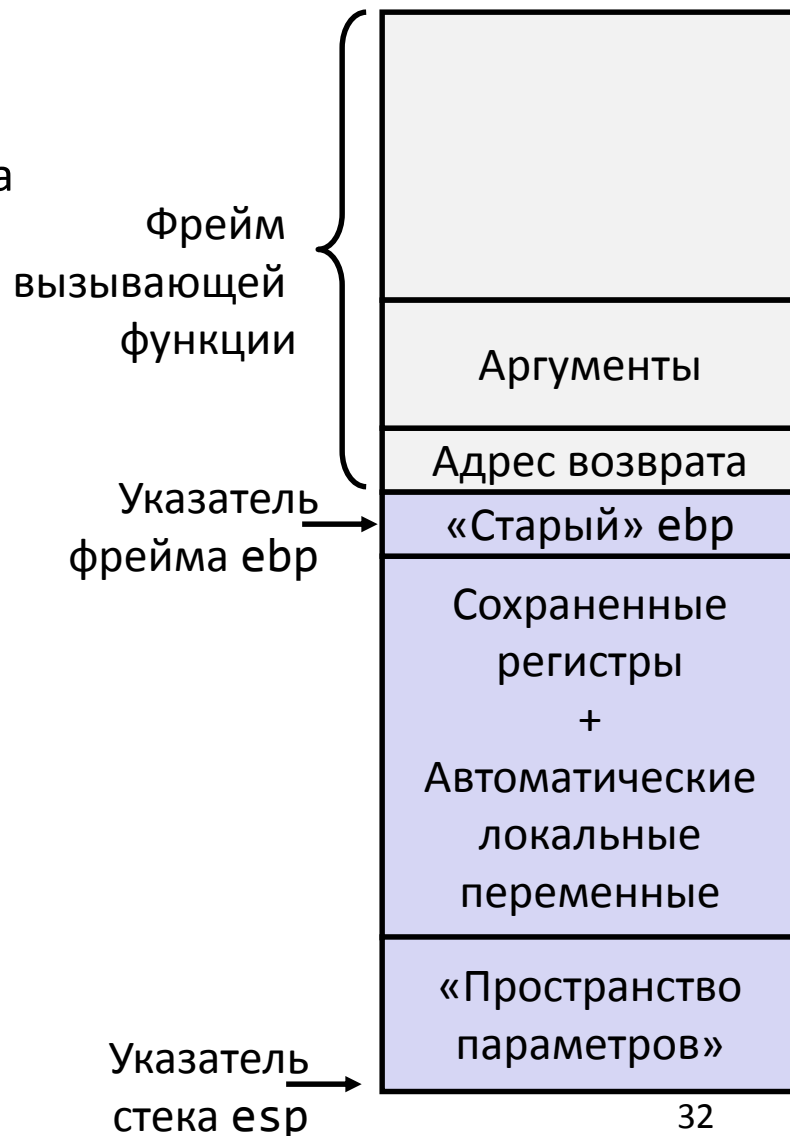 а
Фрейм
вызывающей
функции
Аргументы
Адрес возврата
Указатель
фрейма ebp
«Старый» ebp
Сохраненные
регистры
+
Автоматические
локальные
переменные
«Пространство
параметров»
Указатель
стека esp
32